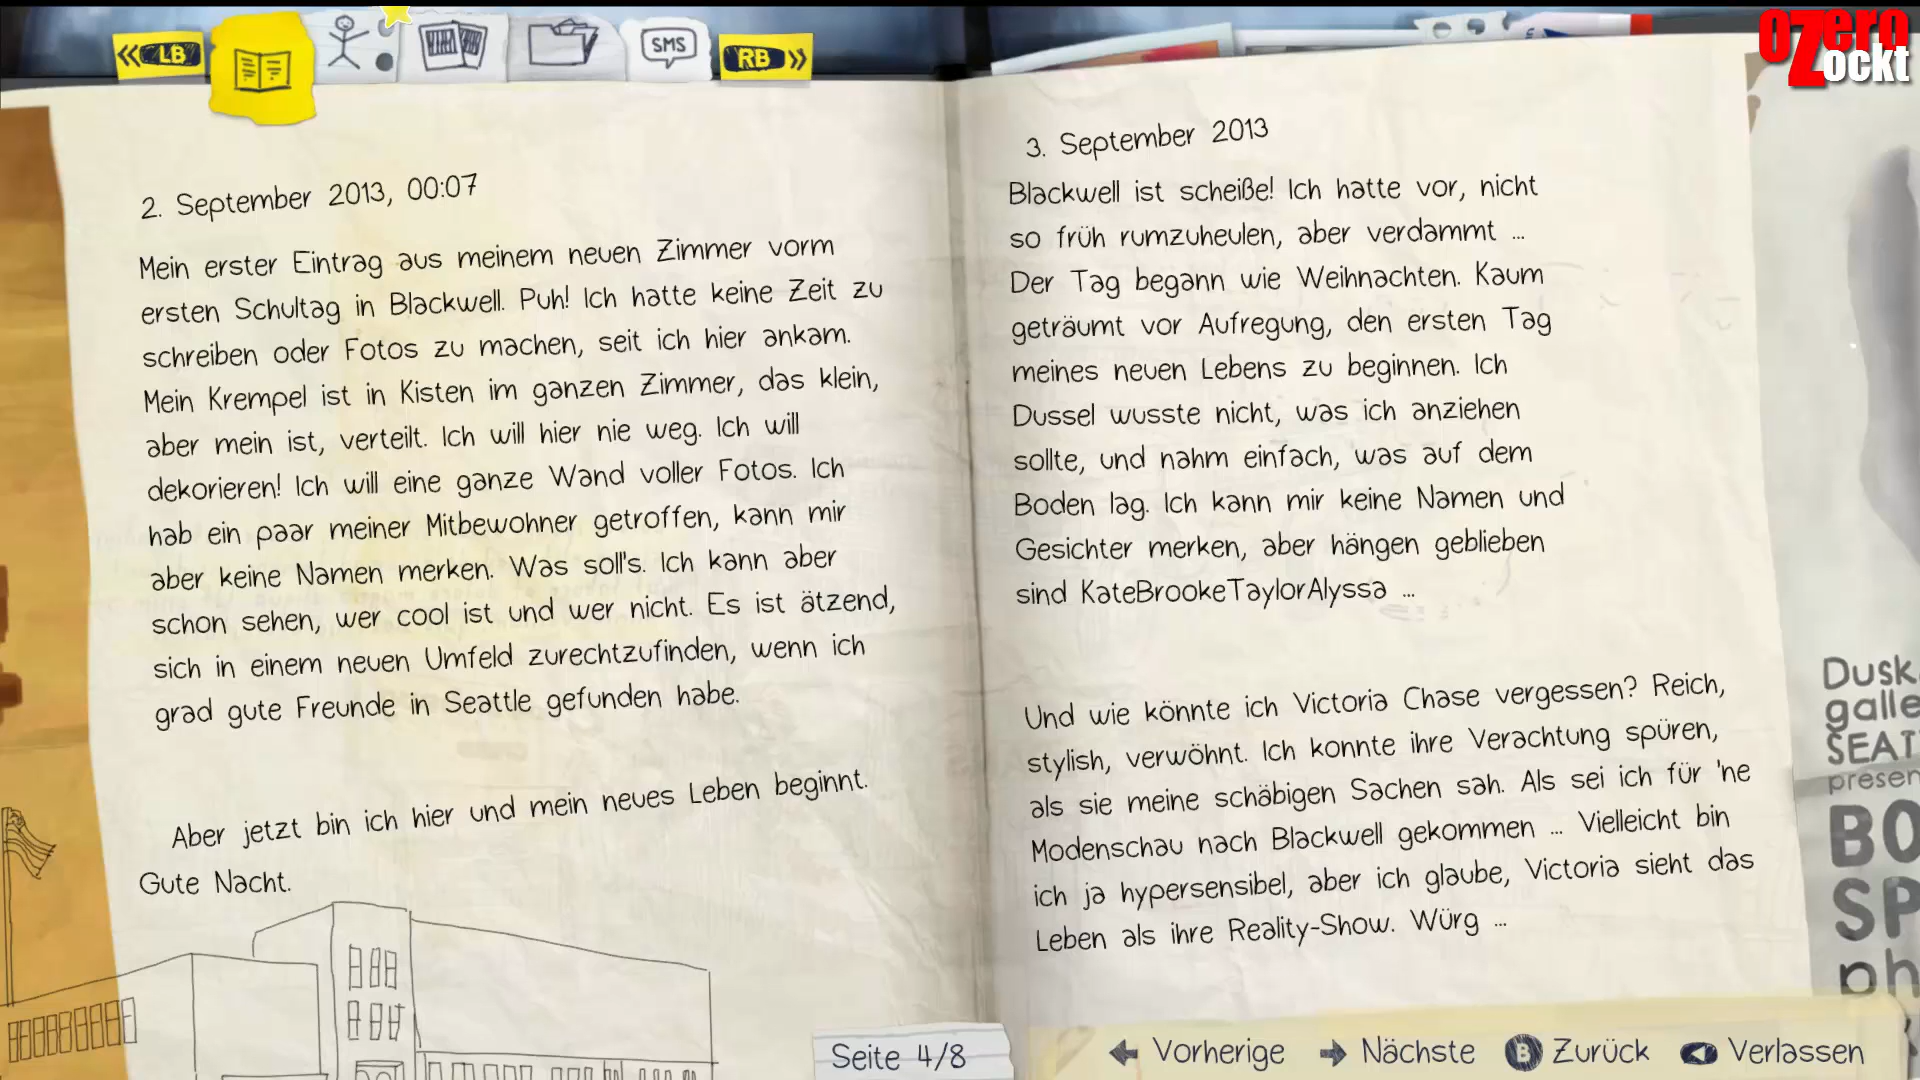 LB
SMS
RB
OZero
Zockt
2. September 2013, 00:07
Mein erster Eintrag aus meinem neuen Zimmer vorm
ersten Schultag in Blackwell. Puh! Ich hatte keine Zeit zu
schreiben oder Fotos zu machen, seit ich hier ankam.
Mein Krempel ist in Kisten im ganzen Zimmer, das klein,
aber mein ist, verteilt. Ich will hier nie weg. Ich will
dekorieren! Ich will eine ganze Wand voller Fotos. Ich
hab ein paar meiner Mitbewohner getroffen, kann mir
aber keine Namen merken. Was soll's. Ich kann aber
schon sehen, wer cool ist und wer nicht. Es ist ätzend,
sich in einem neuen Umfeld zurechtzufinden, wenn ich
grad gute Freunde in Seattle gefunden habe.
Aber jetzt bin ich hier und mein neues Leben beginnt.
Gute Nacht.
3. September 2013
Blackwell ist scheiße! Ich hatte vor, nicht
so früh rumzuheulen, aber verdammt ...
Der Tag begann wie Weihnachten. Kaum
geträumt vor Aufregung, den ersten Tag
meines neuen Lebens zu beginnen. Ich
Dussel wusste nicht, was ich anziehen
sollte, und nahm einfach, was auf dem
Boden lag. Ich kann mir keine Namen und
Gesichter merken, aber hängen geblieben
sind KateBrookeTaylorAlyssa ...
Und wie könnte ich Victoria Chase vergessen? Reich,
stylish, verwöhnt. Ich konnte ihre Verachtung spüren,
als sie meine schäbigen Sachen sah. Als sei ich für 'ne
Modenschau nach Blackwell gekommen ... Vielleicht bin
ich ja hypersensibel, aber ich glaube, Victoria sieht das
Leben als ihre Reality-Show. Würg ...
Dusk
galle
SEAT
presen
BO
SP
ph
Seite 4/8
Vorherige
Nächste
B Zurück
Verlassen